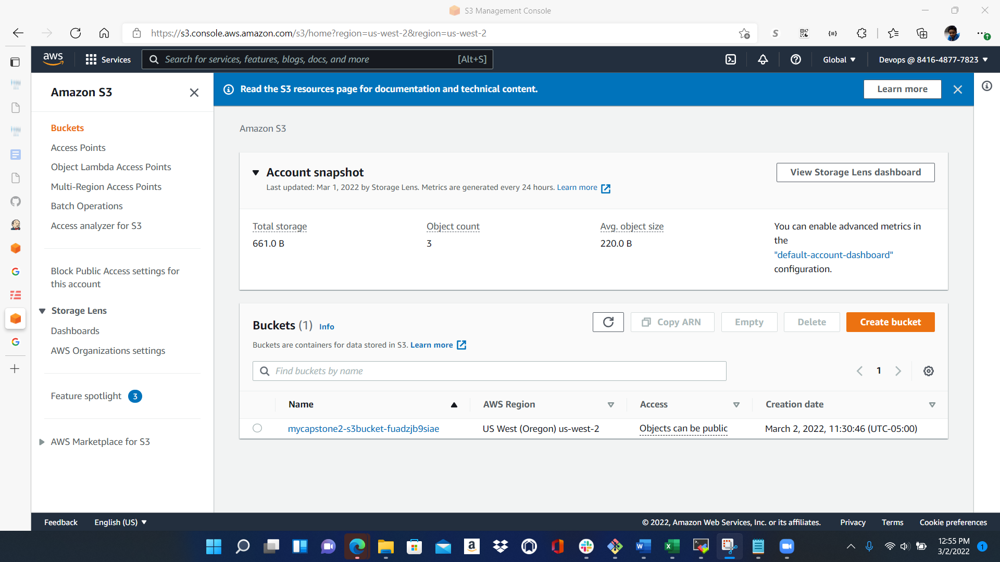 S3 Management Console
https://s3.console.aws.amazon.com/s3/home?region=us-west-2&region=us-west-2
aws
Services
Search for services, features, blogs, docs, and more
[Alt+S]
Global
Devops @ 8416-4877-7823
Amazon S3
Buckets
Access Points
Object Lambda Access Points
Multi-Region Access Points
Batch Operations
Access analyzer for S3
Block Public Access settings for
this account
Storage Lens
Dashboards
AWS Organizations settings
Feature spotlight 3
AWS Marketplace for S3
Read the S3 resources page for documentation and technical content.
Learn more
Amazon S3
Account snapshot
Last updated: Mar 1, 2022 by Storage Lens. Metrics are generated every 24 hours. Learn more
View Storage Lens dashboard
Total storage
661.0 B
Object count
3
Avg. object size
220.0 B
You can enable advanced metrics in
the
"default-account-dashboard"
configuration.
Buckets (1) Info
Copy ARN
Empty
Delete
Create bucket
Buckets are containers for data stored in S3. Learn more
Find buckets by name
1
Name AWS Region Access Creation date
mycapstone2-s3bucket-fuadzjb9siae US West (Oregon) us-west-2 Objects can be public March 2, 2022, 11:30:46 (UTC-05:00)
Feedback English (US)
© 2022, Amazon Web Services, Inc. or its affiliates. Privacy Terms Cookie preferences
12:55 PM
3/2/2022
1